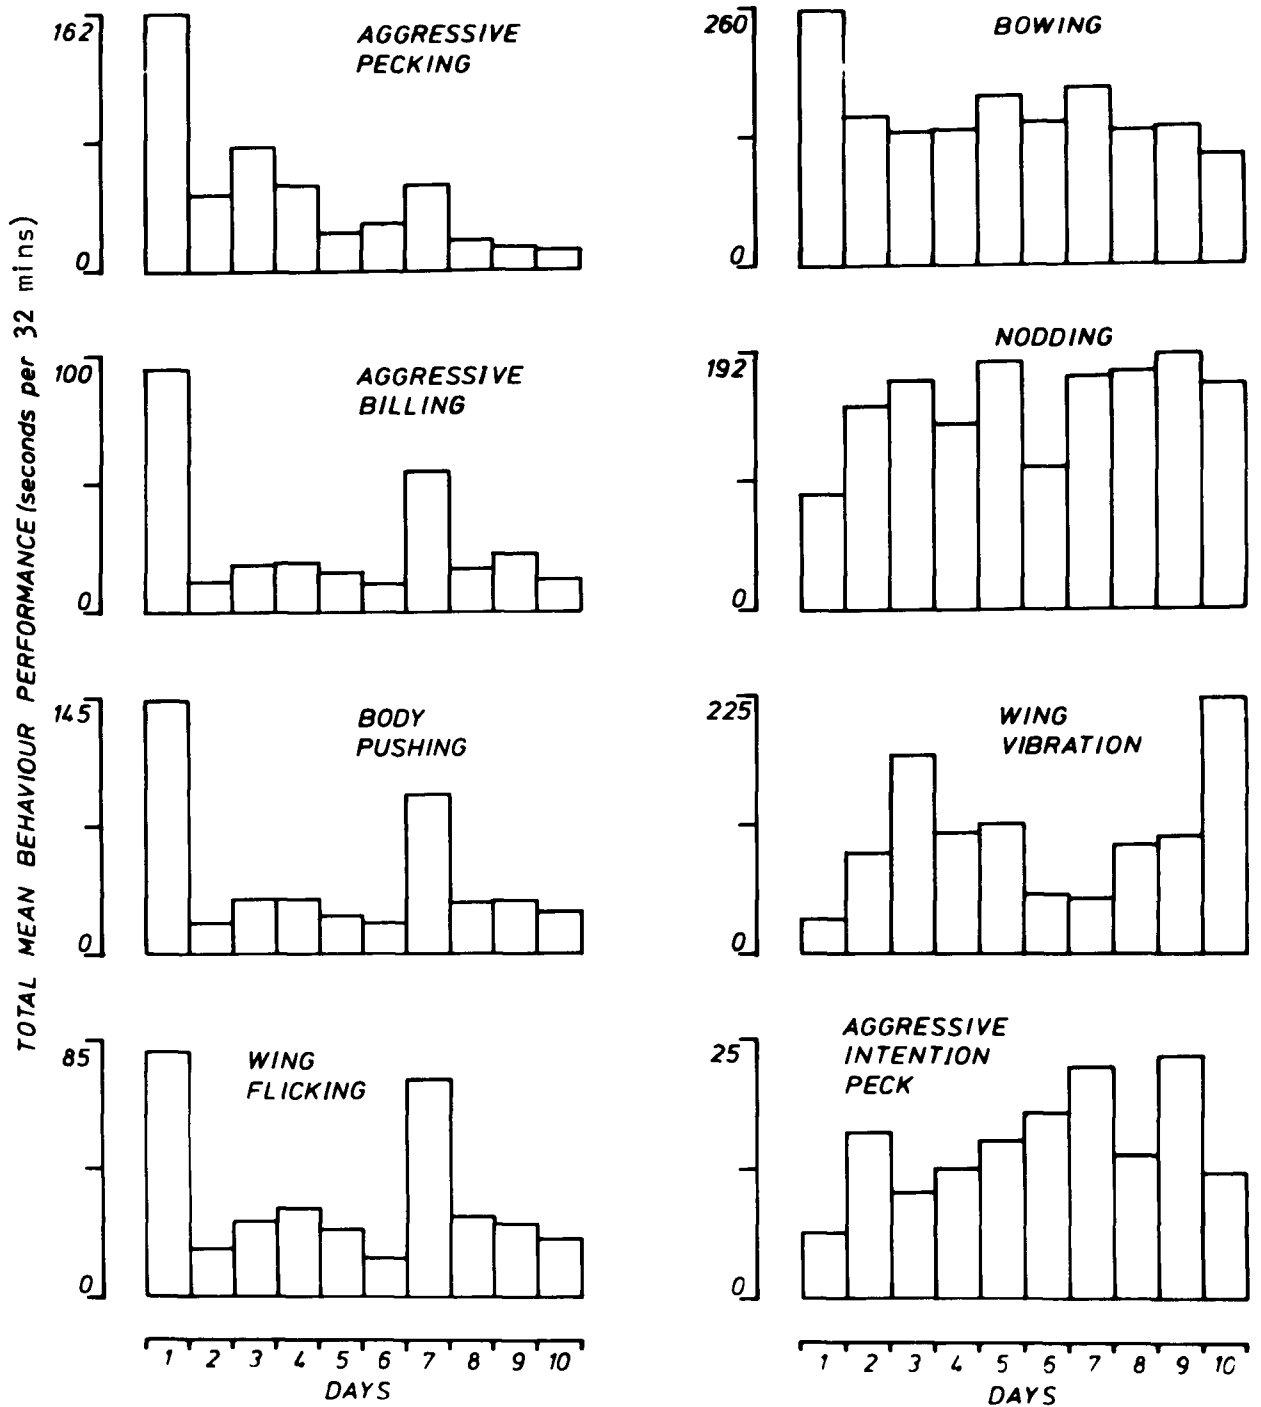 TOTAL MEAN BEHAVIOUR PERFORMANCE (seconds per 32 mins)
162
0
AGGRESSIVE
PECKING
100
0
AGGRESSIVE
BILLING
145
0
BODY
PUSHING
85
0
WING
FLICKING
1 2 3 4 5 6 7 8 9 10
DAYS
260
0
BOWING
192
0
NODDING
225
0
WING
VIBRATION
25
0
AGGRESSIVE
INTENTION
PECK
1 2 3 4 5 6 7 8 9 10
DAYS